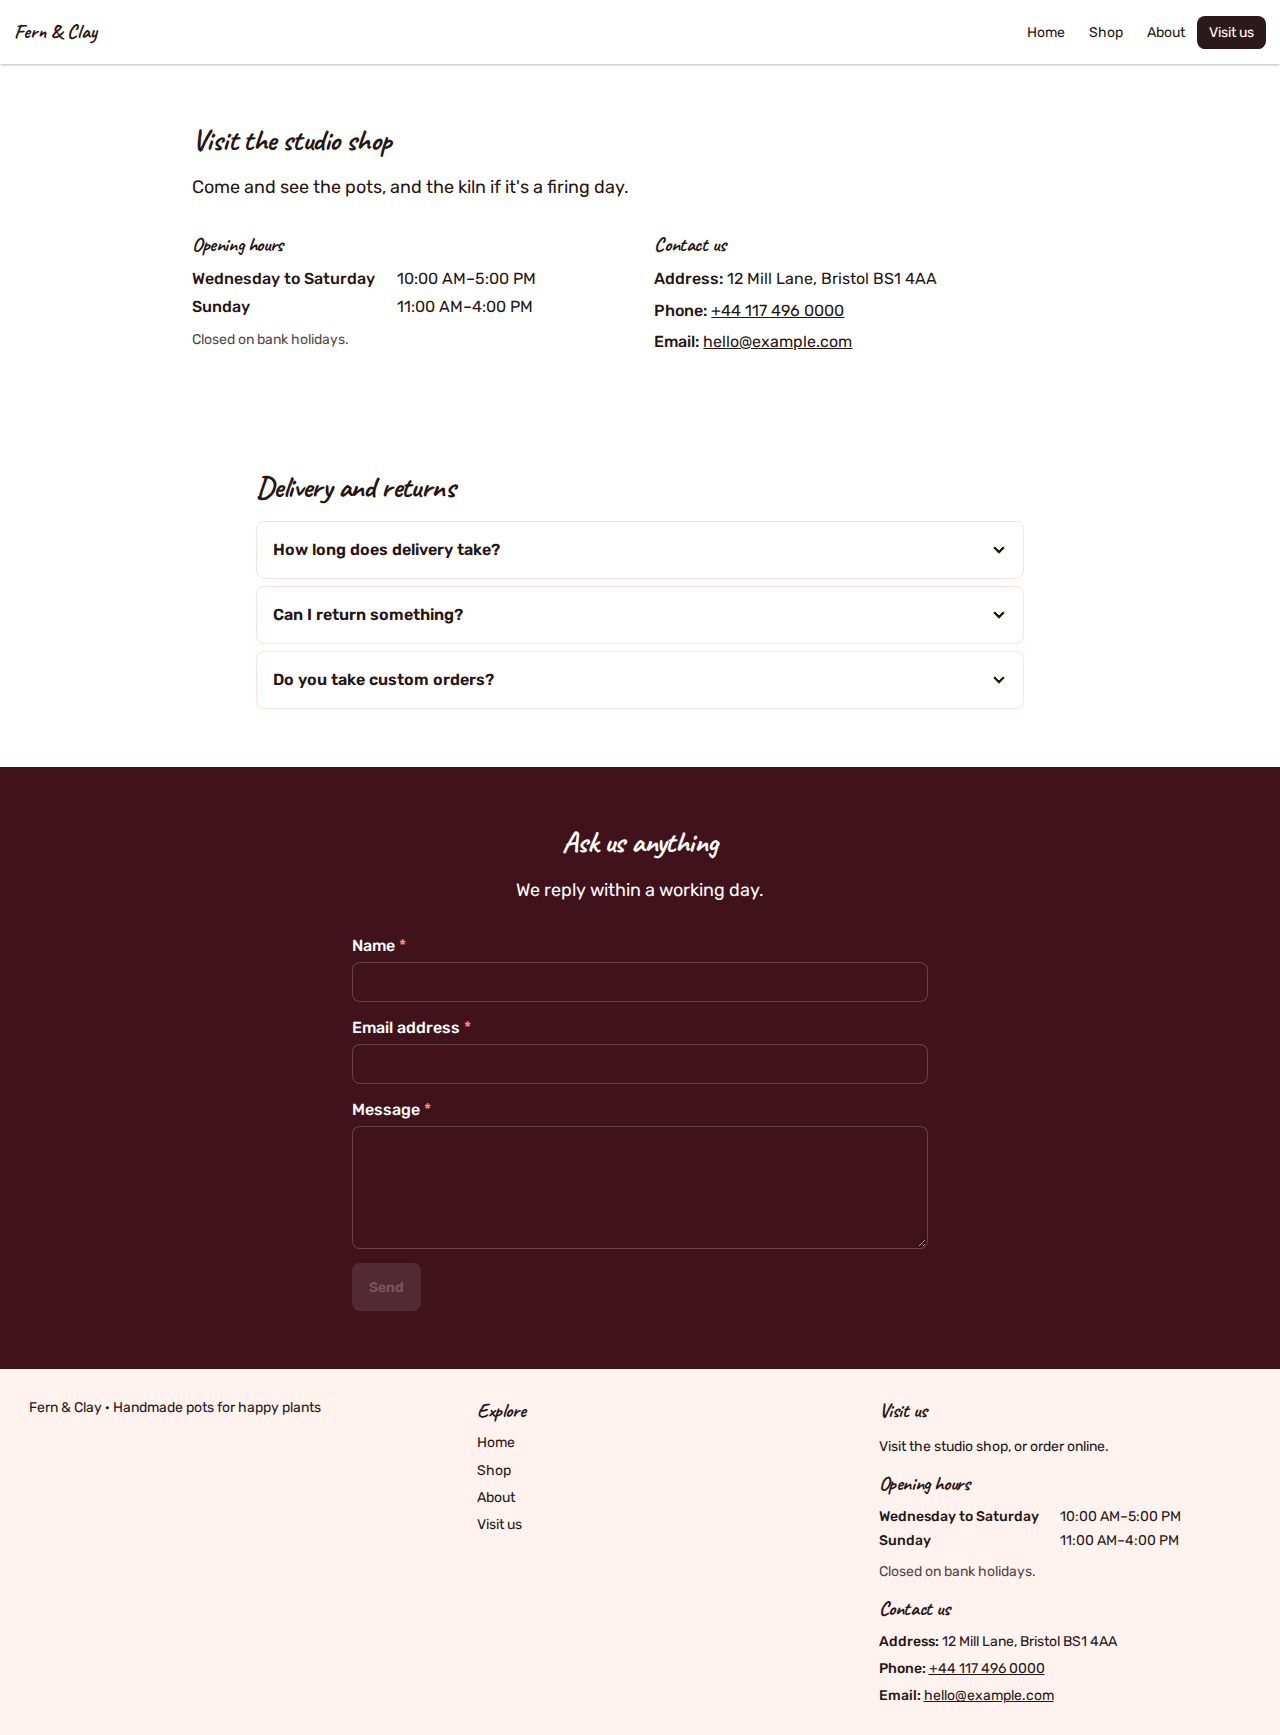 Fern & Clay
Home
Shop
About
Visit us
Visit the studio shop
Come and see the pots, and the kiln if it's a firing day.
Opening hours
Wednesday to Saturday 10:00 AM–5:00 PM
Sunday 11:00 AM–4:00 PM
Closed on bank holidays.
Contact us
Address: 12 Mill Lane, Bristol BS1 4AA
Phone: +44 117 496 0000
Email: hello@example.com
Delivery and returns
How long does delivery take?
Can I return something?
Do you take custom orders?
Ask us anything
We reply within a working day.
Name *
Email address *
Message *
Send
Fern & Clay • Handmade pots for happy plants
Explore
Home
Shop
About
Visit us
Visit us
Visit the studio shop, or order online.
Opening hours
Wednesday to Saturday 10:00 AM–5:00 PM
Sunday 11:00 AM–4:00 PM
Closed on bank holidays.
Contact us
Address: 12 Mill Lane, Bristol BS1 4AA
Phone: +44 117 496 0000
Email: hello@example.com